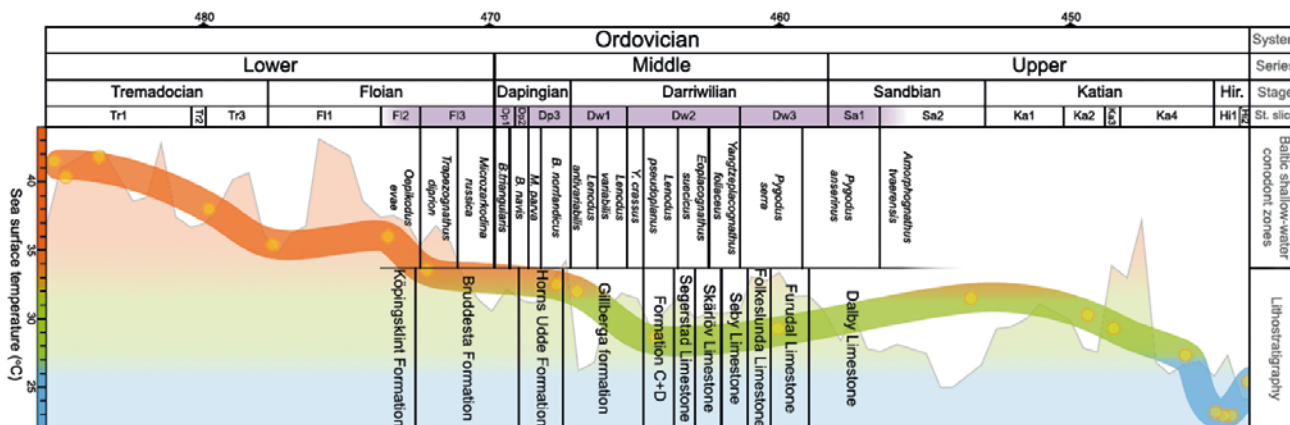 480 470 460 450
Ordovician System
Lower Middle Upper Series
Tremadocian Floian Dapingian Darriwilian Sandbian Katian Hir. Stage
Tr1 Tr2 Tr3 Fl1 Fl2 Fl3 Dp1 Dp2 Dp3 Dw1 Dw2 Dw3 Sa1 Sa2 Ka1 Ka2 Ka3 Ka4 Hi1 Hi2 St. slice
Oepikodus
evae
Trapezognathus
diprion
Microzarkodina
russica
B.triangularis
B. navis
M. parva
B. norrlandicus
Lenodus
antivariabilis
Lenodus
variabilis
Y. crassus
Lenodus
pseudoplanus
Eoplacognathus
suecicus
Yangtzeplacognathus
foliaceus
Pygodus
serra
Pygodus
anserinus
Amorphognathus
tvaerensis
Baltic shallow-water
conodont zones
Köpingsklint Formation
Bruddesta Formation
Horns Udde Formation
Gillberga formation
Formation C+D
Segerstad Limestone
Skärlöv Limestone
Seby Limestone
Folkeslunda Limestone
Furudal Limestone
Dalby Limestone
Lithostratigraphy
Sea surface temperature (°C)
40
35
30
25